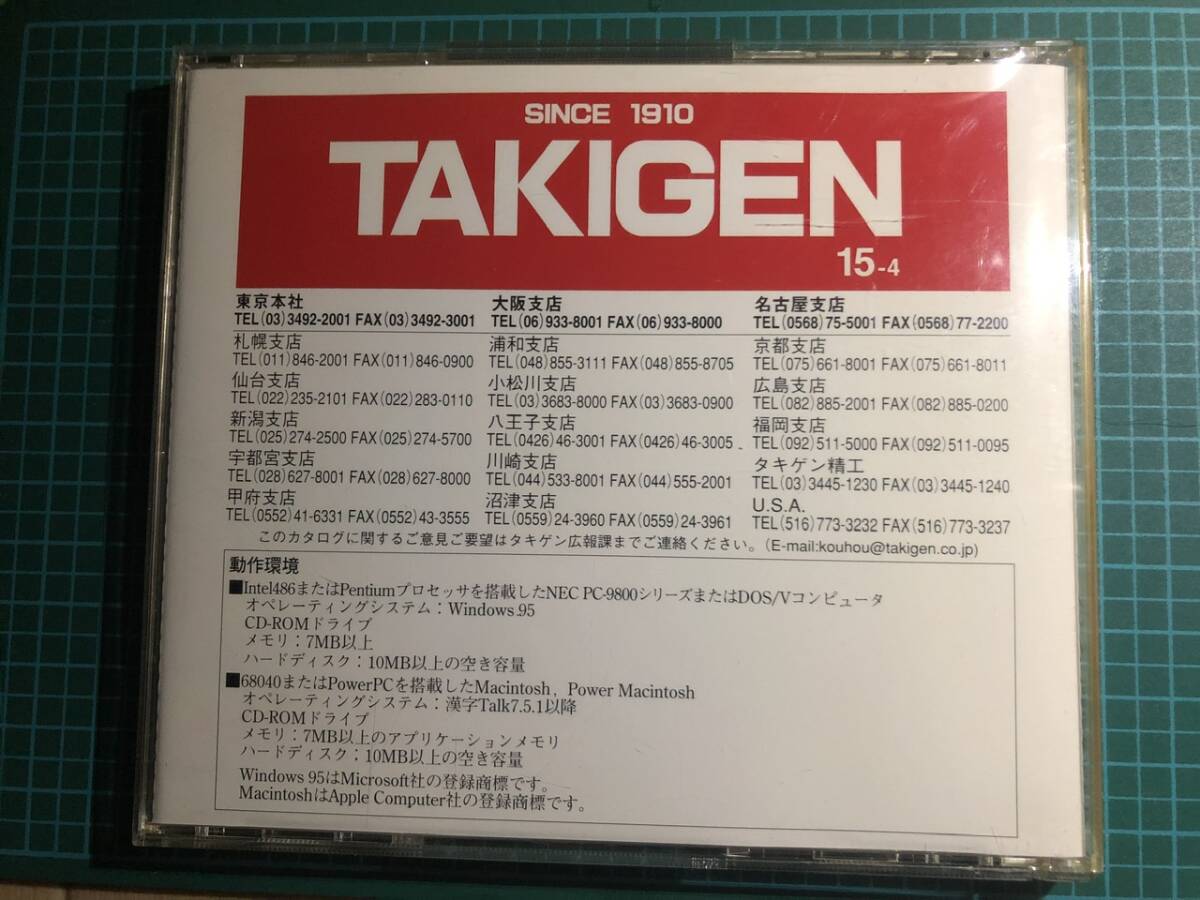 SINCE 1910
TAKIGEN
15-4
東京本社 大阪支店 名古屋支店
TEL(03)3492-2001 FAX(03)3492-3001 TEL(06)933-8001 FAX(06)933-8000 TEL(0568)75-5001 FAX(0568)77-2200
札幌支店 浦和支店 京都支店
TEL(011)846-2001 FAX(011)846-0900 TEL(048)855-3111 FAX(048)855-8705 TEL(075)661-8001 FAX(075)661-8011
仙台支店 小松川支店 広島支店
TEL(022)235-2101 FAX(022)283-0110 TEL(03)3683-8000 FAX(03)3683-0900 TEL(082)885-2001 FAX(082)885-0200
新潟支店 八王子支店 福岡支店
TEL(025)274-2500 FAX(025)274-5700 TEL(0426)46-3001 FAX(0426)46-3005 TEL(092)511-5000 FAX(092)511-0095
宇都宮支店 川崎支店 タキゲン精工
TEL(028)627-8001 FAX(028)627-8000 TEL(044)533-8001 FAX(044)555-2001 TEL(03)3445-1230 FAX(03)3445-1240
甲府支店 沼津支店 U.S.A.
TEL(0552)41-6331 FAX(0552)43-3555 TEL(0559)24-3960 FAX(0559)24-3961 TEL(516)773-3232 FAX(516)773-3237
このカタログに関するご意見ご要望はタキゲン広報課までご連絡ください。(E-mail:kouhou@takigen.co.jp)
動作環境
■Intel486またはPentiumプロセッサを搭載したNEC PC-9800シリーズまたはDOS/Vコンピュータ
オペレーティングシステム：Windows 95
CD-ROMドライブ
メモリ：7MB以上
ハードディスク：10MB以上の空き容量
■68040またはPowerPCを搭載したMacintosh, Power Macintosh
オペレーティングシステム：漢字Talk7.5.1以降
CD-ROMドライブ
メモリ：7MB以上のアプリケーションメモリ
ハードディスク：10MB以上の空き容量
Windows 95はMicrosoft社の登録商標です。
MacintoshはApple Computer社の登録商標です。